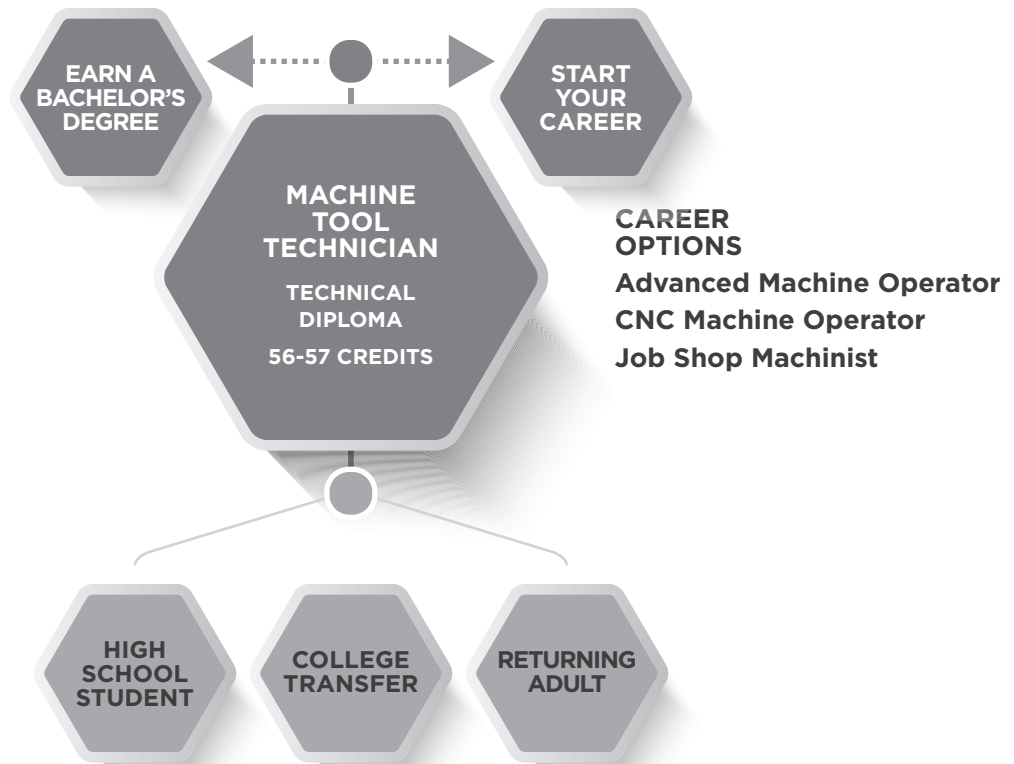 EARN A
BACHELOR'S
DEGREE
START
YOUR
CAREER
MACHINE
TOOL
TECHNICIAN
TECHNICAL
DIPLOMA
56-57 CREDITS
CAREER
OPTIONS
Advanced Machine Operator
CNC Machine Operator
Job Shop Machinist
HIGH
SCHOOL
STUDENT
COLLEGE
TRANSFER
RETURNING
ADULT